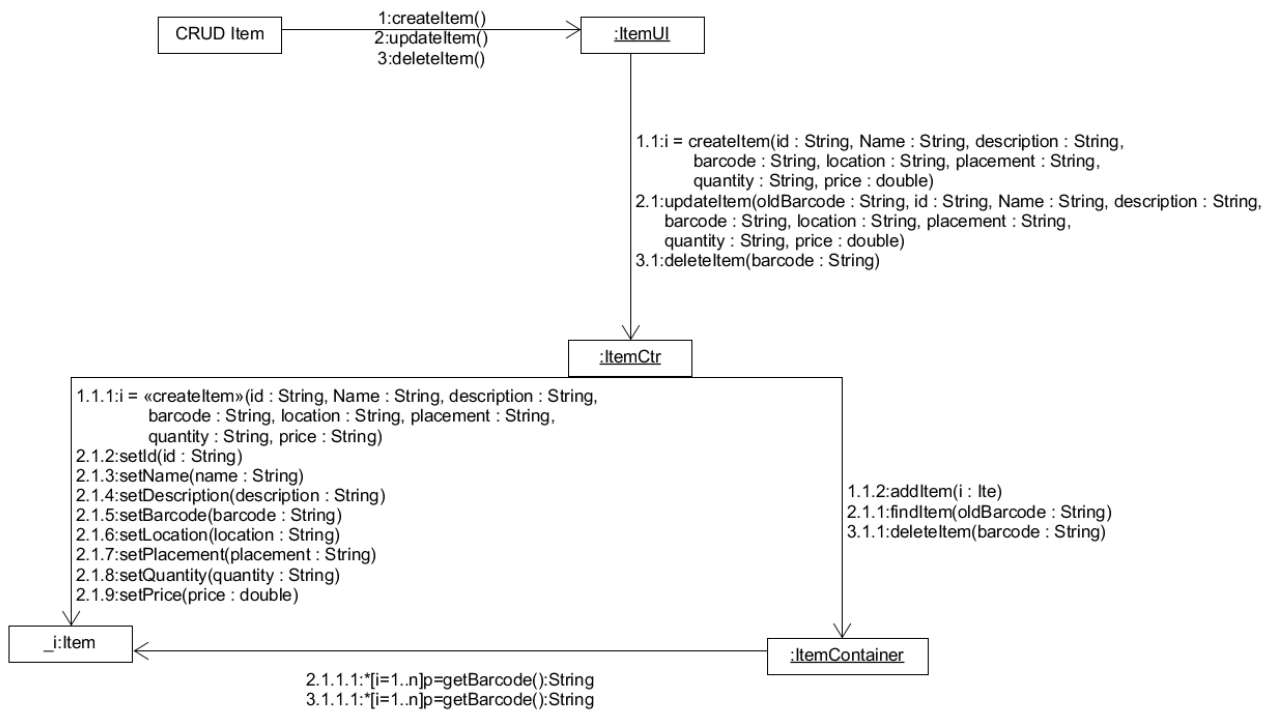 CRUD Item
1:createItem()
2:updateItem()
3:deleteItem()
:ItemUI
1.1:i = createItem(id : String, Name : String, description : String,
barcode : String, location : String, placement : String,
quantity : String, price : double)
2.1:updateItem(oldBarcode : String, id : String, Name : String, description : String,
barcode : String, location : String, placement : String,
quantity : String, price : double)
3.1:deleteItem(barcode : String)
:ItemCtr
1.1.1:i = «createItem»(id : String, Name : String, description : String,
barcode : String, location : String, placement : String,
quantity : String, price : String)
2.1.2:setId(id : String)
2.1.3:setName(name : String)
2.1.4:setDescription(description : String)
2.1.5:setBarcode(barcode : String)
2.1.6:setLocation(location : String)
2.1.7:setPlacement(placement : String)
2.1.8:setQuantity(quantity : String)
2.1.9:setPrice(price : double)
1.1.2:addItem(i : Ite)
2.1.1:findItem(oldBarcode : String)
3.1.1:deleteItem(barcode : String)
_i:Item
:ItemContainer
2.1.1.1:*[i=1..n]p=getBarcode():String
3.1.1.1:*[i=1..n]p=getBarcode():String